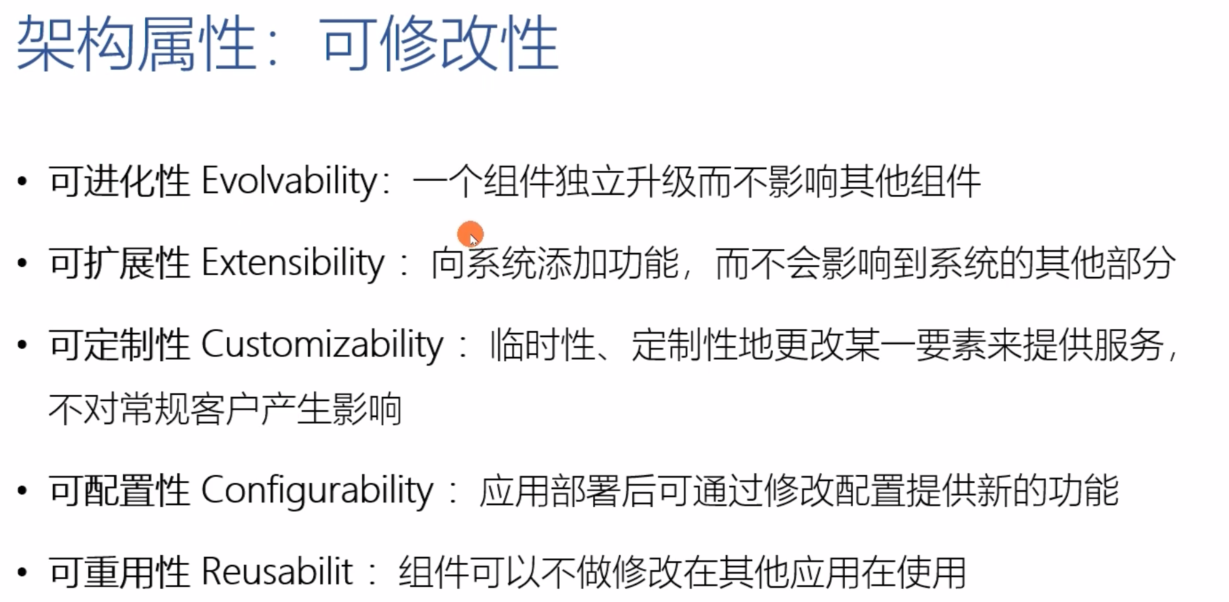 架构属性：可修改性
• 可进化性 Evolvability：一个组件独立升级而不影响其他组件
• 可扩展性 Extensibility ：向系统添加功能，而不会影响到系统的其他部分
• 可定制性 Customizability ：临时性、定制性地更改某一要素来提供服务，
不对常规客户产生影响
• 可配置性 Configurability ：应用部署后可通过修改配置提供新的功能
• 可重用性 Reusabilit ：组件可以不做修改在其他应用在使用